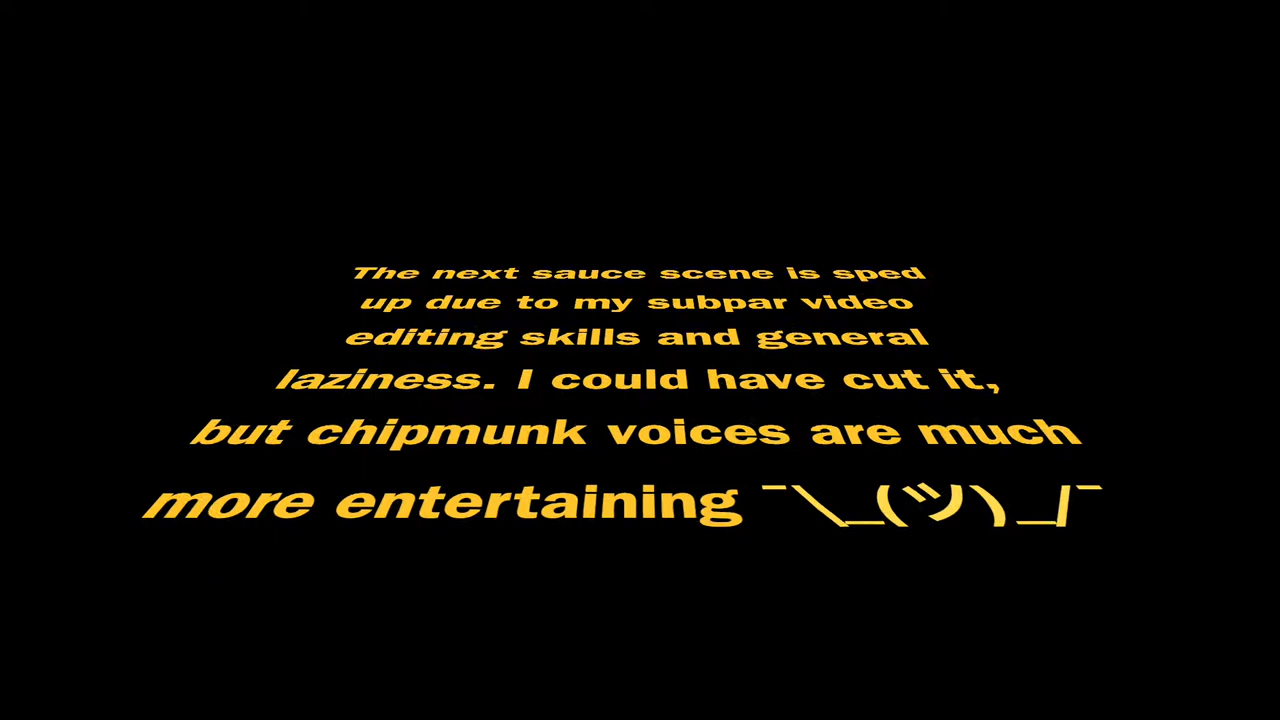 The next sauce scene is sped
up due to my subpar video
editing skills and general
laziness. I could have cut it,
but chipmunk voices are much
more entertaining ¯\_(ツ)_/¯